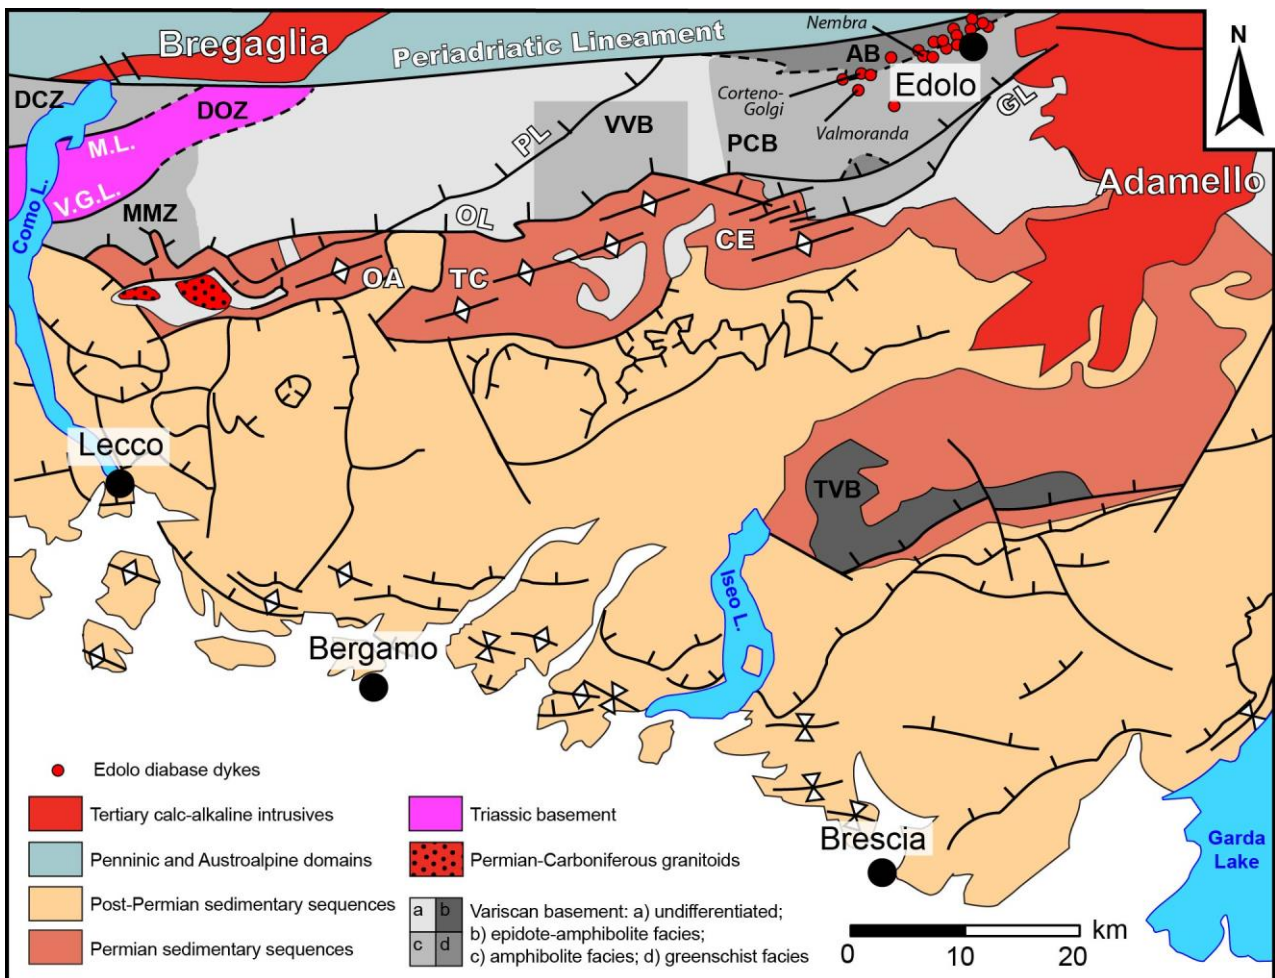 Bregaglia
Periadriatic Lineament
Nembra
AB
Edolo
N
DCZ
DOZ
Corteno-
Golgi
Valmoranda
GL
M.L.
PL
VVB
PCB
V.G.L.
Como L.
MMZ
OL
Adamello
CE
OA
TC
Lecco
TVB
Iseo L.
Bergamo
Brescia
Garda
Lake
Edolo diabase dykes
Tertiary calc-alkaline intrusives
Penninic and Austroalpine domains
Post-Permian sedimentary sequences
Permian sedimentary sequences
Triassic basement
Permian-Carboniferous granitoids
a b
c d
Variscan basement: a) undifferentiated;
b) epidote-amphibolite facies;
c) amphibolite facies; d) greenschist facies
km
0 10 20